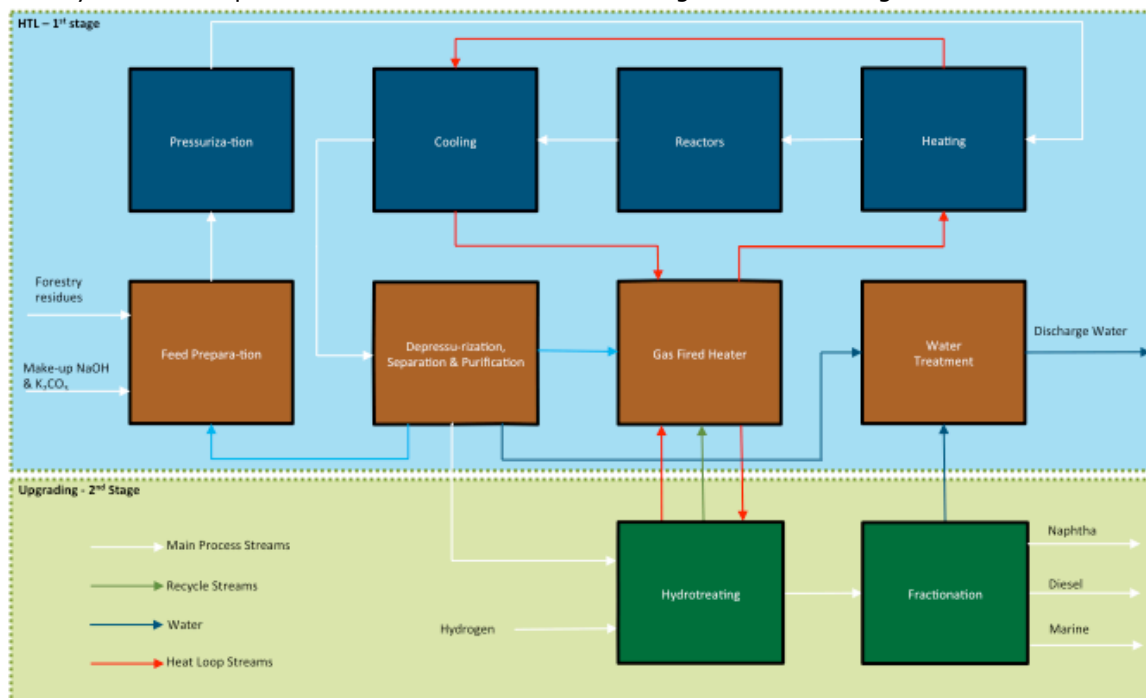 HTL – 1st stage
Pressuriza-tion
Cooling
Reactors
Heating
Forestry
residues
Make-up NaOH
& K₂CO₃
Feed Prepara-tion
Depressu-rization,
Separation & Purification
Gas Fired Heater
Water
Treatment
Discharge Water
Upgrading - 2nd Stage
Main Process Streams
Recycle Streams
Water
Heat Loop Streams
Hydrogen
Hydrotreating
Fractionation
Naphtha
Diesel
Marine